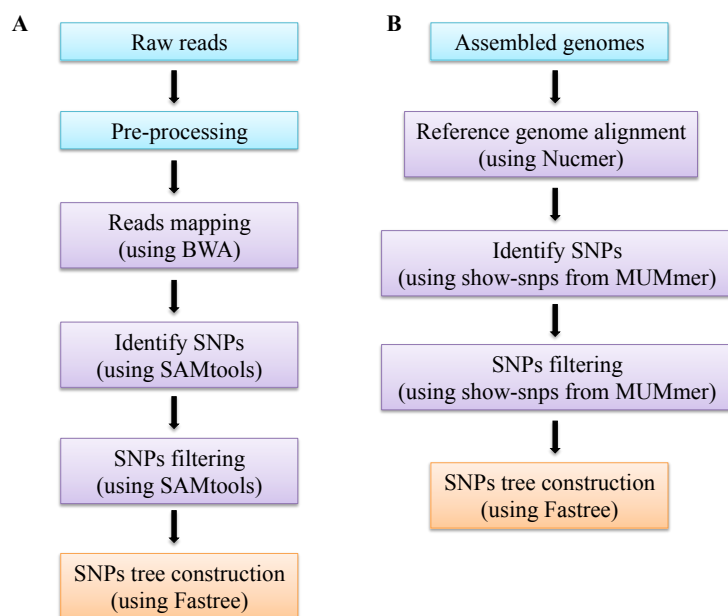 A
Raw reads
Pre-processing
Reads mapping
(using BWA)
Identify SNPs
(using SAMtools)
SNPs filtering
(using SAMtools)
SNPs tree construction
(using Fastree)
B
Assembled genomes
Reference genome alignment
(using Nucmer)
Identify SNPs
(using show-snps from MUMmer)
SNPs filtering
(using show-snps from MUMmer)
SNPs tree construction
(using Fastree)